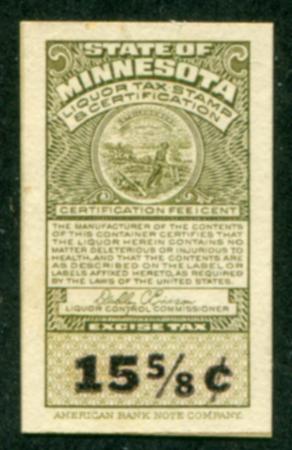 STATE OF
MINNESOTA
LIQUOR TAX STAMP
& CERTIFICATION
CERTIFICATION FEE 1 CENT
THE MANUFACTURER OF THE CONTENTS
OF THIS CONTAINER CERTIFIES THAT
THE LIQUOR HEREIN CONTAINS NO
MATTER DELETERIOUS OR INJURIOUS TO
HEALTH, AND THAT THE CONTENTS ARE
AS DESCRIBED ON THE LABEL OR
LABELS AFFIXED HERETO, AS REQUIRED
BY THE LAWS OF THE UNITED STATES.
LIQUOR CONTROL COMMISSIONER
EXCISE TAX
15 5/8 ¢
AMERICAN BANK NOTE COMPANY.